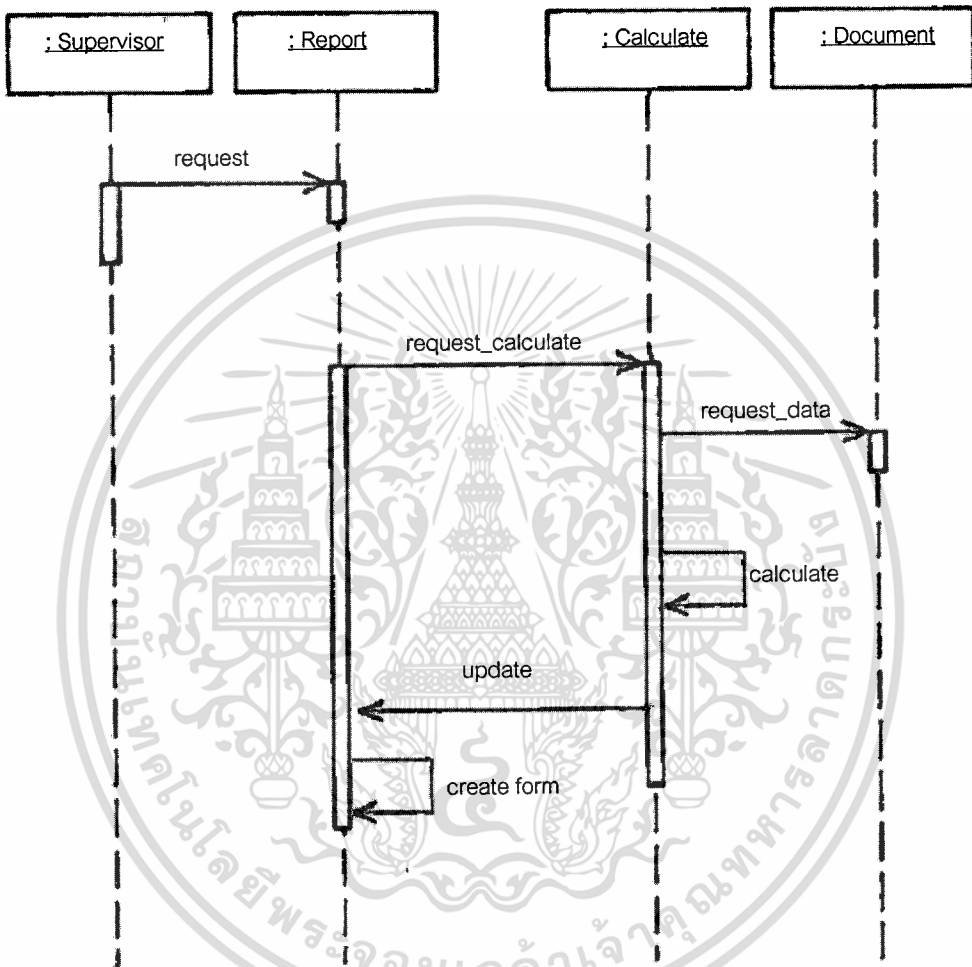 : Supervisor
: Report
: Calculate
: Document
request
request_calculate
request_data
calculate
update
create form